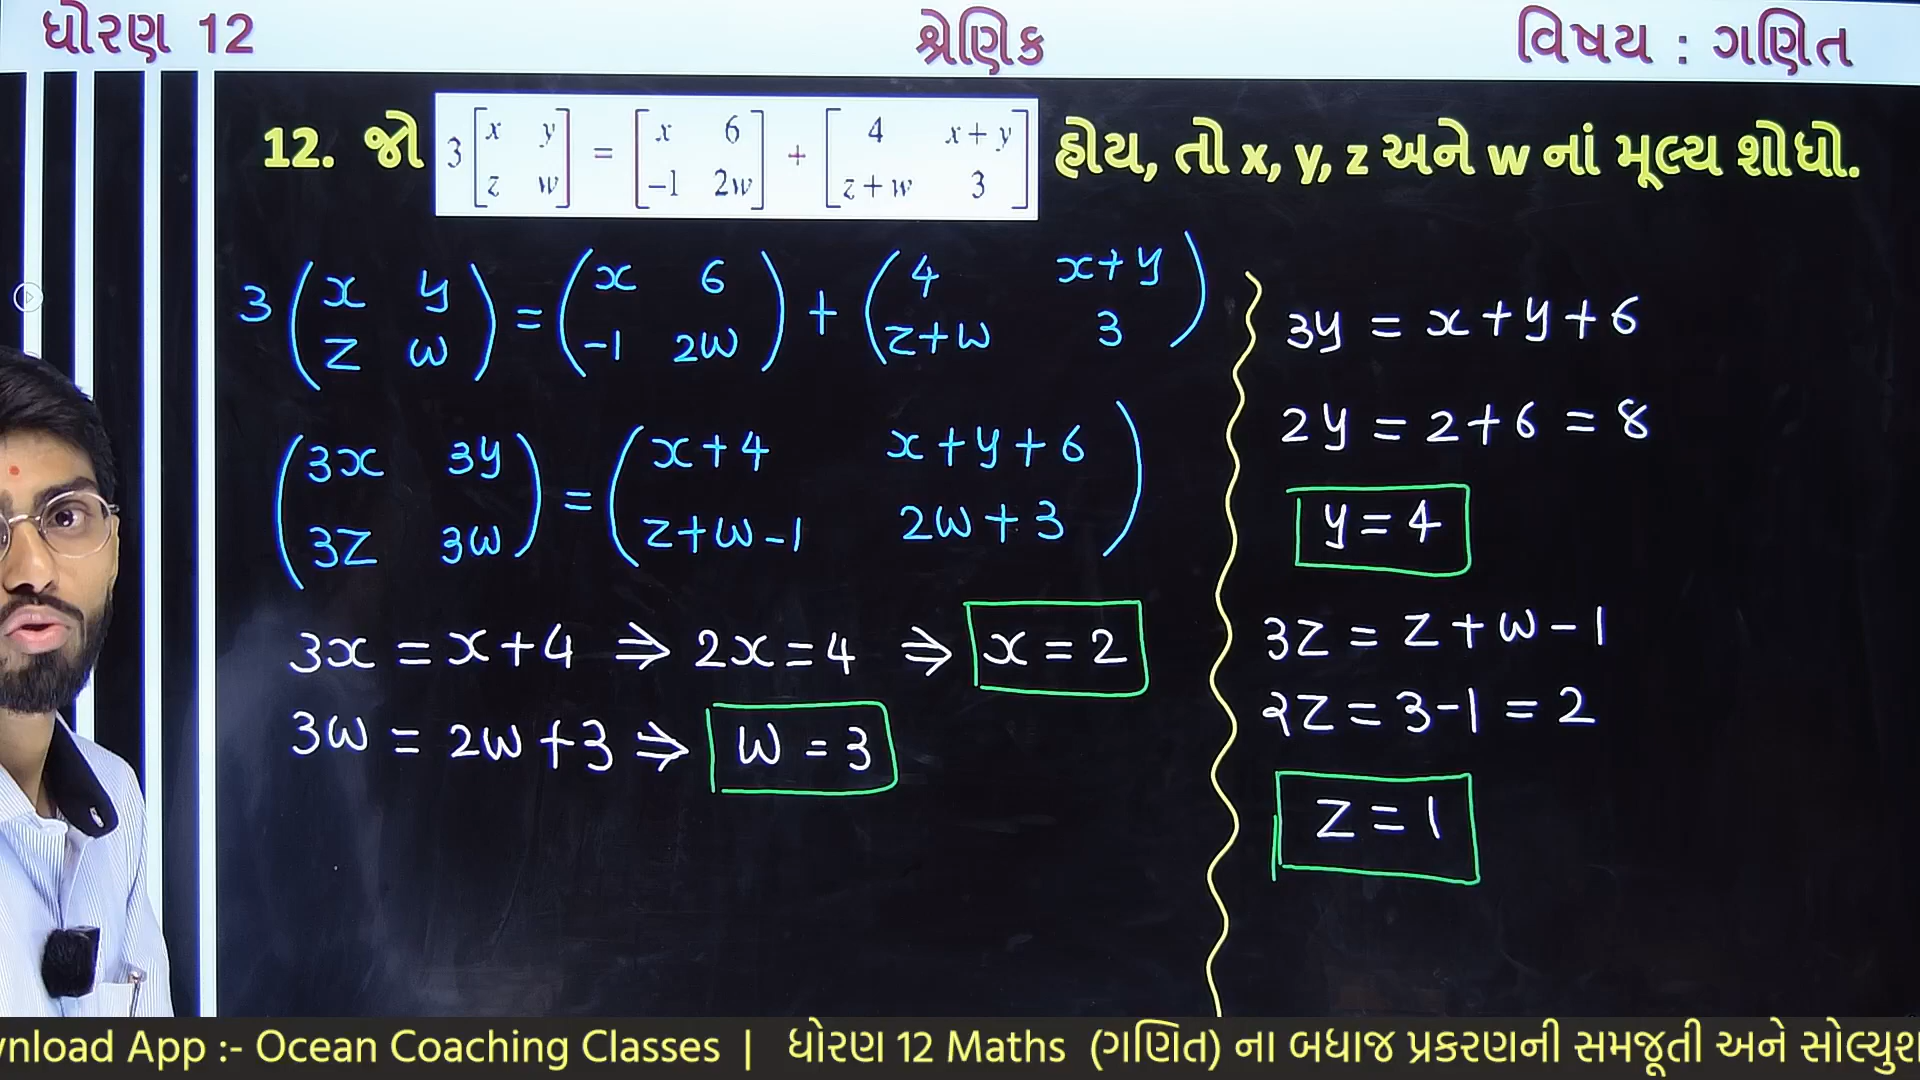 ધોરણ 12 શ્રેણિક વિષય : ગણિત
12. જો 3 [x y; z w] = [x 6; -1 2w] + [4 x+y; z+w 3] હોય, તો x, y, z અને w નાં મૂલ્ય શોધો.
3 (x y; z w) = (x 6; -1 2w) + (4 x+y; z+w 3)
(3x 3y; 3z 3w) = (x+4 x+y+6; z+w-1 2w+3)
3x = x+4 ⇒ 2x=4 ⇒ x=2
3w = 2w+3 ⇒ w=3
3y = x+y+6
2y = 2+6 = 8
y=4
3z = z+w-1
2z = 3-1 = 2
z=1
wnload App :- Ocean Coaching Classes | ધોરણ 12 Maths (ગણિત) ના બધાજ પ્રકરણની સમજૂતી અને સોલ્યુશ